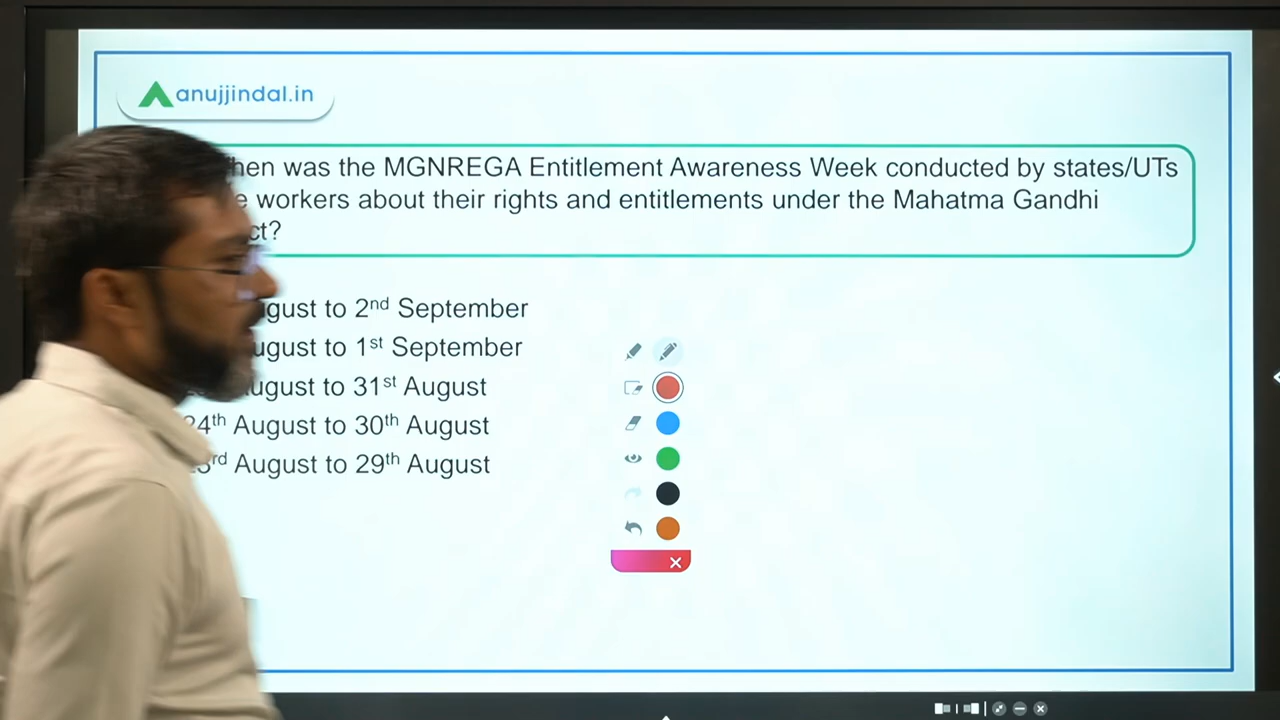 anujjindal.in
hen was the MGNREGA Entitlement Awareness Week conducted by states/UTs
e workers about their rights and entitlements under the Mahatma Gandhi
ct?
gust to 2nd September
ugust to 1st September
ugust to 31st August
24th August to 30th August
3rd August to 29th August